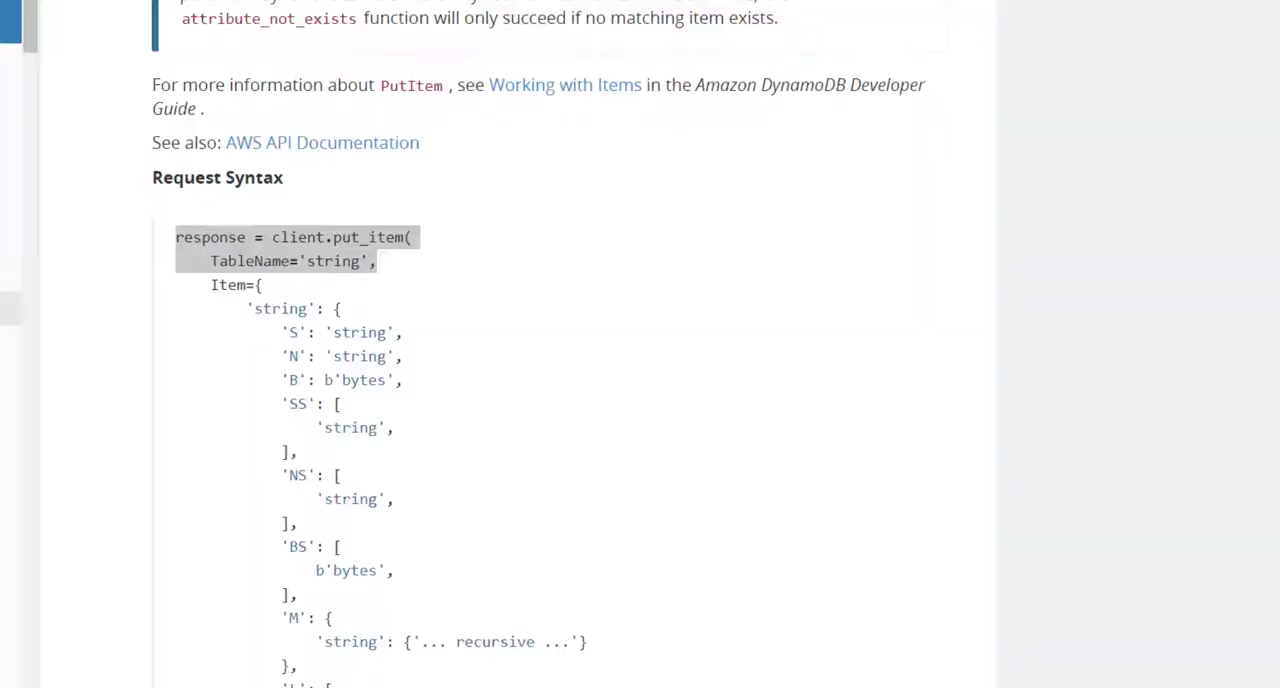 attribute_not_exists function will only succeed if no matching item exists.
For more information about PutItem , see Working with Items in the Amazon DynamoDB Developer
Guide .
See also: AWS API Documentation
Request Syntax
response = client.put_item(
    TableName='string',
    Item={
        'string': {
            'S': 'string',
            'N': 'string',
            'B': b'bytes',
            'SS': [
                'string',
            ],
            'NS': [
                'string',
            ],
            'BS': [
                b'bytes',
            ],
            'M': {
                'string': {'... recursive ...'}
            },